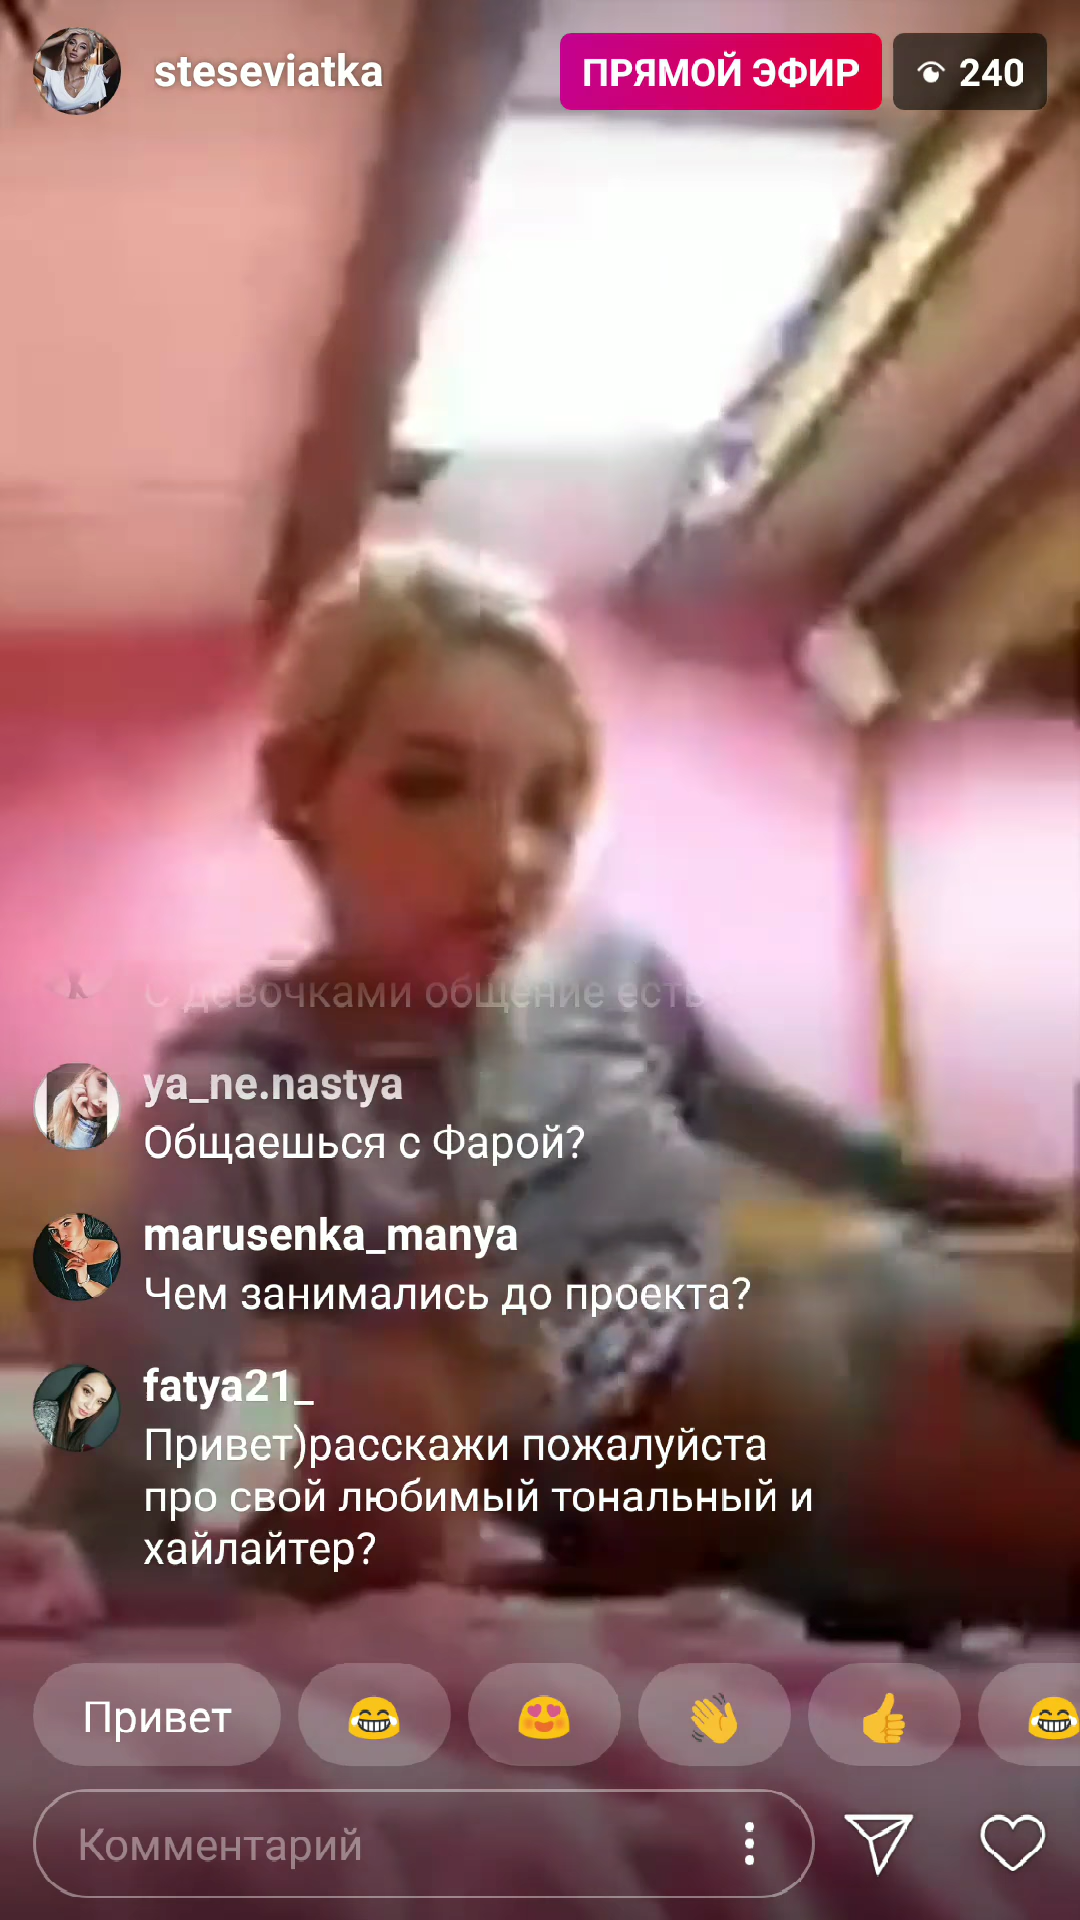 steseviatka
ПРЯМОЙ ЭФИР
240
С девочками общение есть
ya_ne.nastya
Общаешься с Фарой?
marusenka_manya
Чем занимались до проекта?
fatya21_
Привет)расскажи пожалуйста
про свой любимый тональный и
хайлайтер?
Привет
Комментарий